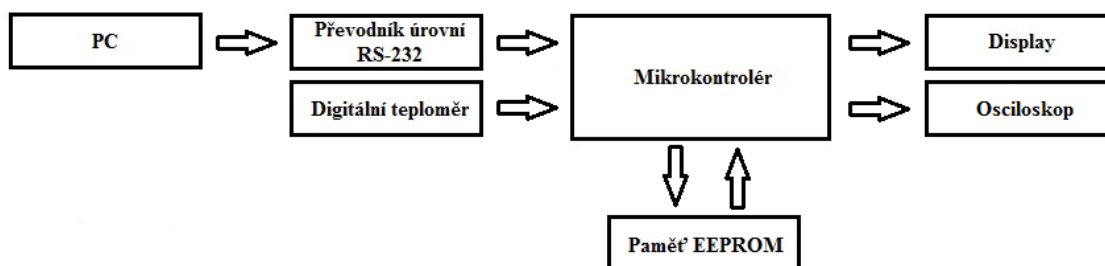 PC
Převodník úrovní
RS-232
Digitální teploměr
Mikrokontrolér
Display
Osciloskop
Paměť EEPROM